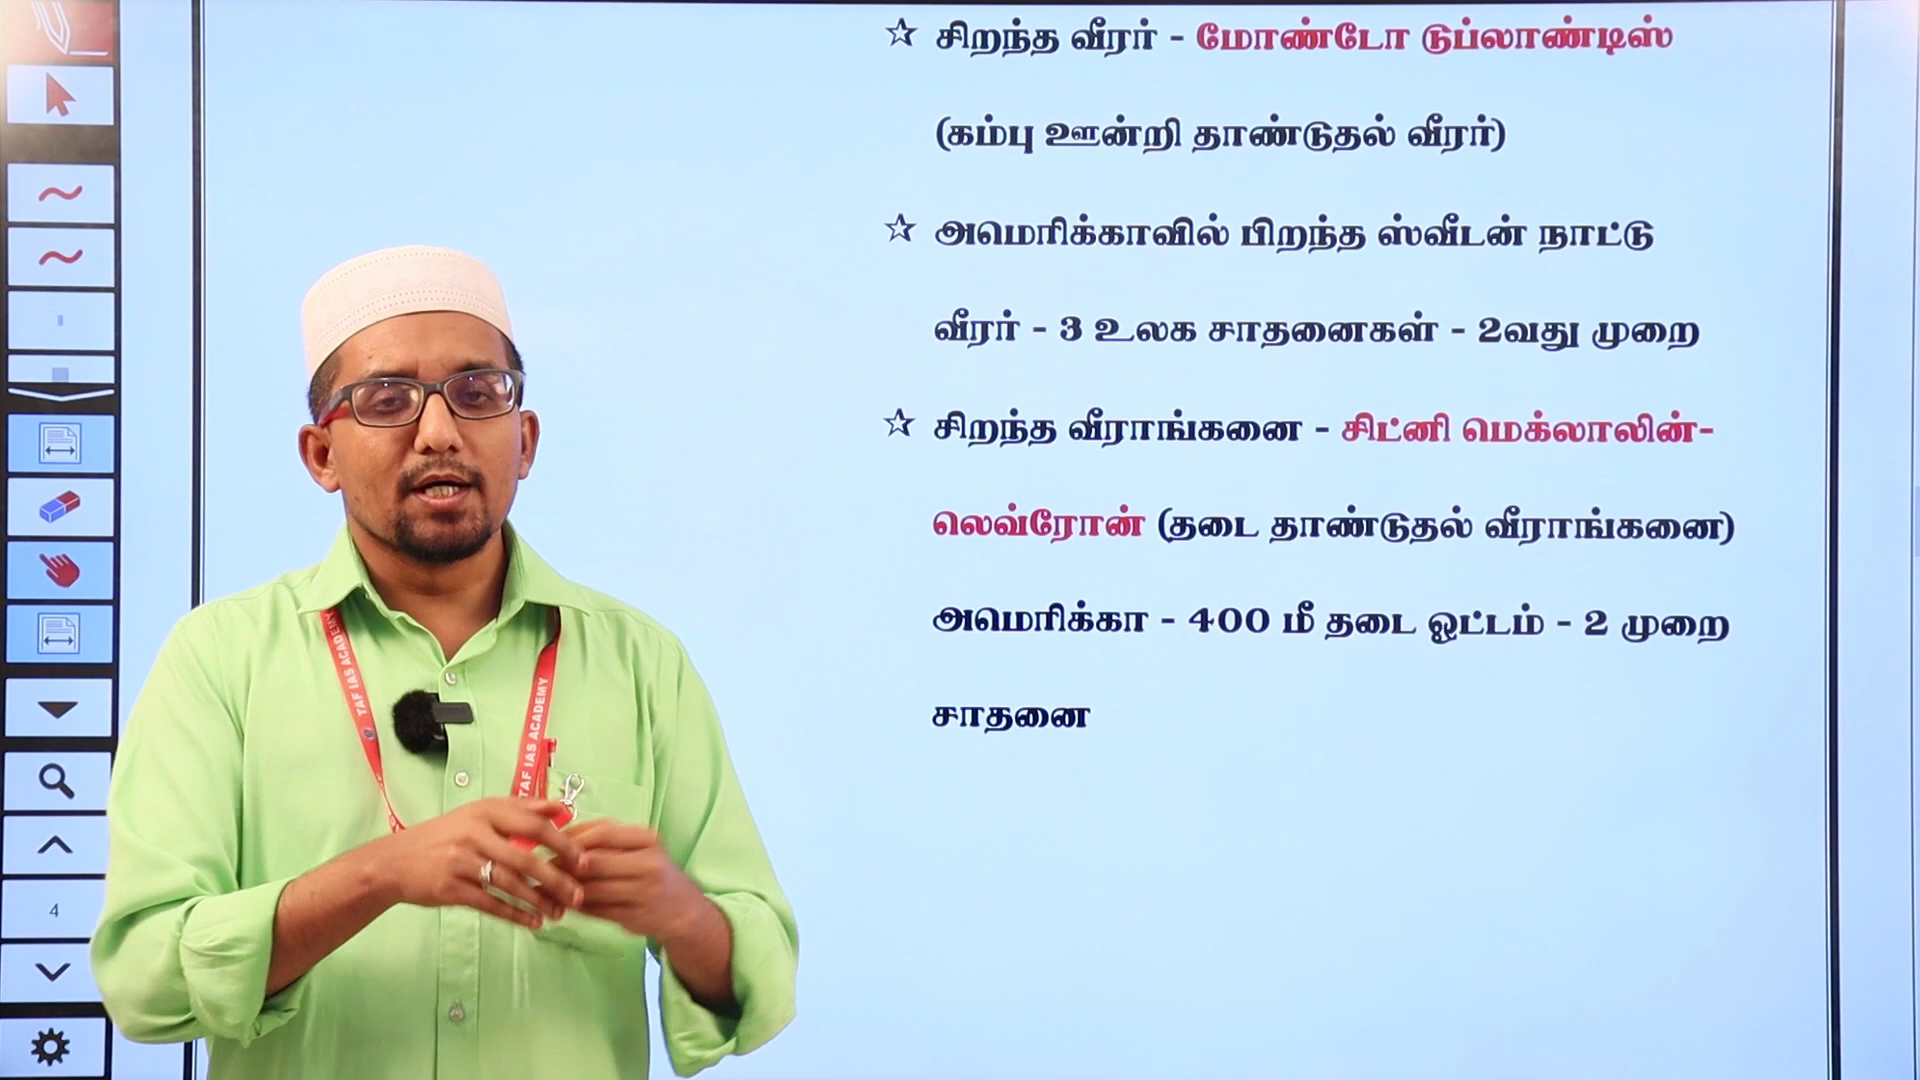 ☆ சிறந்த வீரர் - மோண்டோ டுப்லாண்டிஸ்
(கம்பு ஊன்றி தாண்டுதல் வீரர்)
☆ அமெரிக்காவில் பிறந்த ஸ்வீடன் நாட்டு
வீரர் - 3 உலக சாதனைகள் - 2வது முறை
☆ சிறந்த வீராங்கனை - சிட்னி மெக்லாலின்-
லெவ்ரோன் (தடை தாண்டுதல் வீராங்கனை)
அமெரிக்கா - 400 மீ தடை ஓட்டம் - 2 முறை
சாதனை
TAF IAS ACADEMY
TAF IAS ACADEMY
4